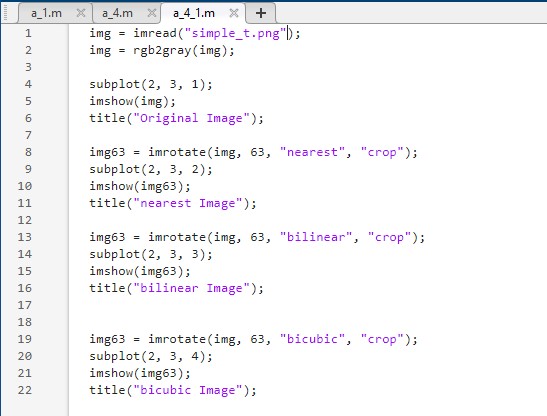 a_1.m × a_4.m × a_4_1.m × +
1 img = imread("simple_t.png");
2 img = rgb2gray(img);
3
4 subplot(2, 3, 1);
5 imshow(img);
6 title("Original Image");
7
8 img63 = imrotate(img, 63, "nearest", "crop");
9 subplot(2, 3, 2);
10 imshow(img63);
11 title("nearest Image");
12
13 img63 = imrotate(img, 63, "bilinear", "crop");
14 subplot(2, 3, 3);
15 imshow(img63);
16 title("bilinear Image");
17
18
19 img63 = imrotate(img, 63, "bicubic", "crop");
20 subplot(2, 3, 4);
21 imshow(img63);
22 title("bicubic Image");